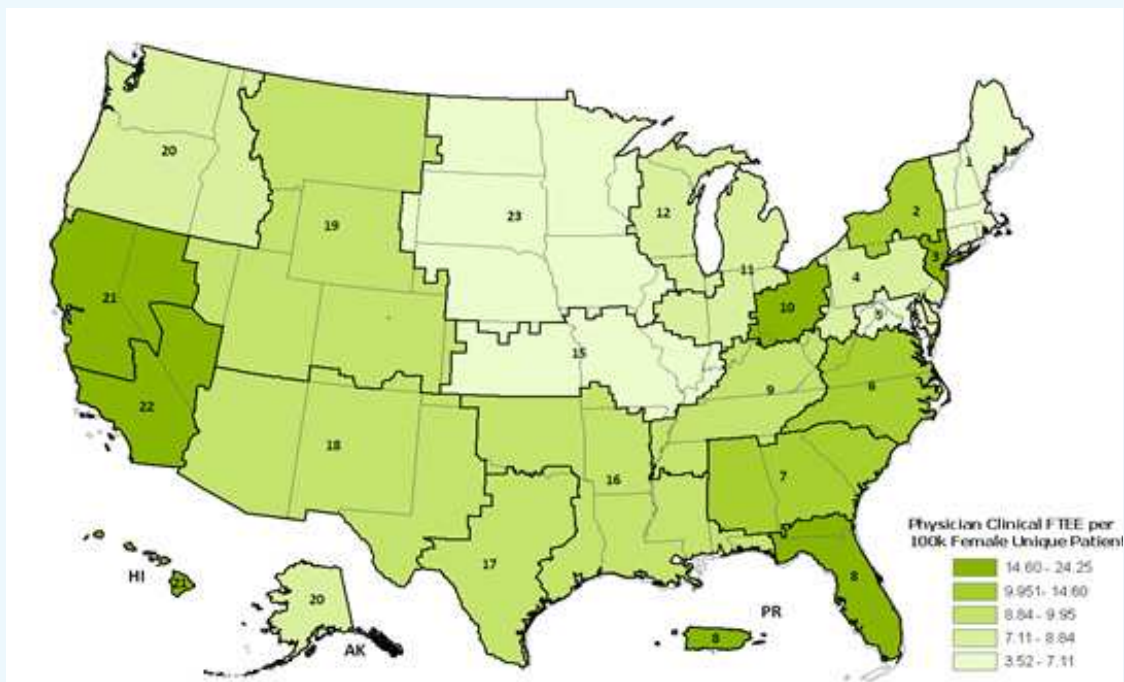 1
20
2
23
19
12
3
11
4
21
10
5
15
9
6
22
18
16
7
17
8
HI
21
20
AK
PR
8
Physician Clinical FTEE per
100k Female Unique Patient
14.60 - 24.25
9.951- 14.60
8.84 - 9.95
7.11 - 8.84
3.52 - 7.11